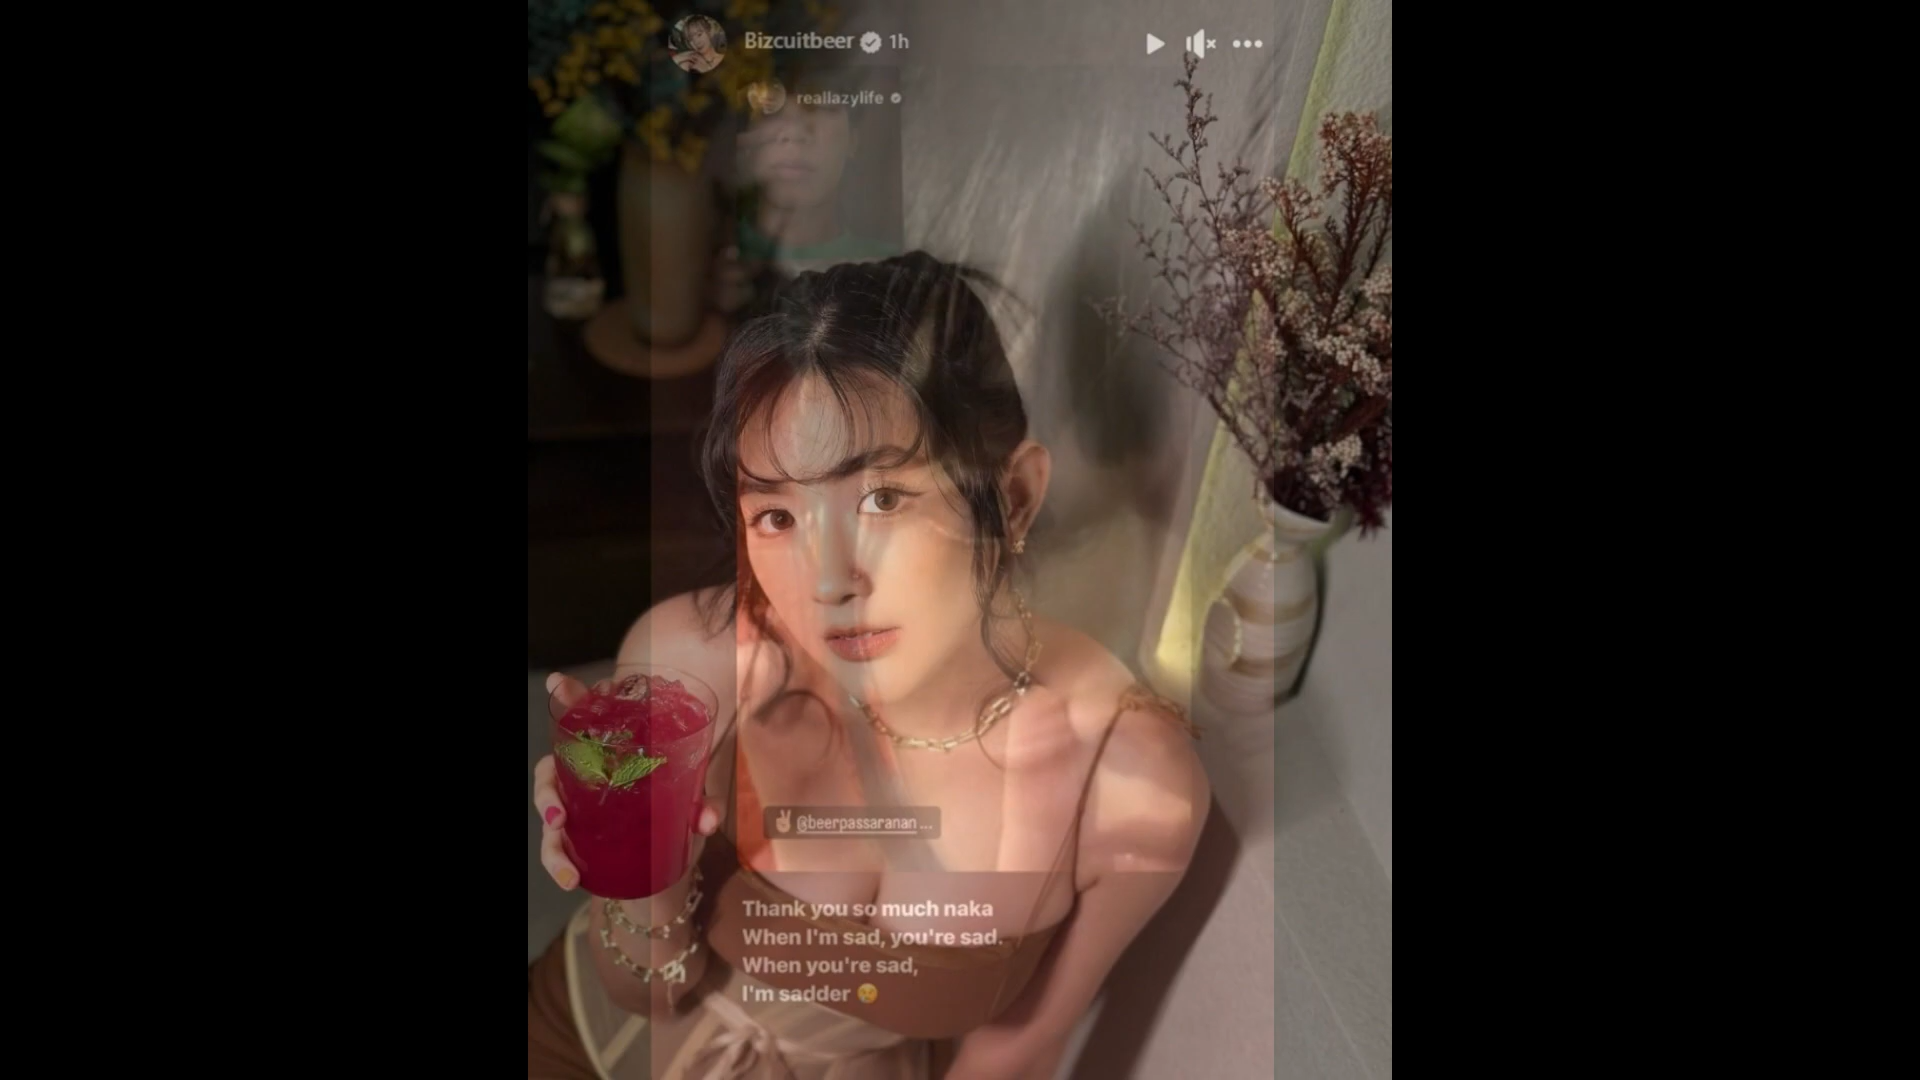 Bizcuitbeer 1h
reallazylife
✌🏻 @beerpassaranan ...
Thank you so much naka
When I'm sad, you're sad.
When you're sad,
I'm sadder 😢